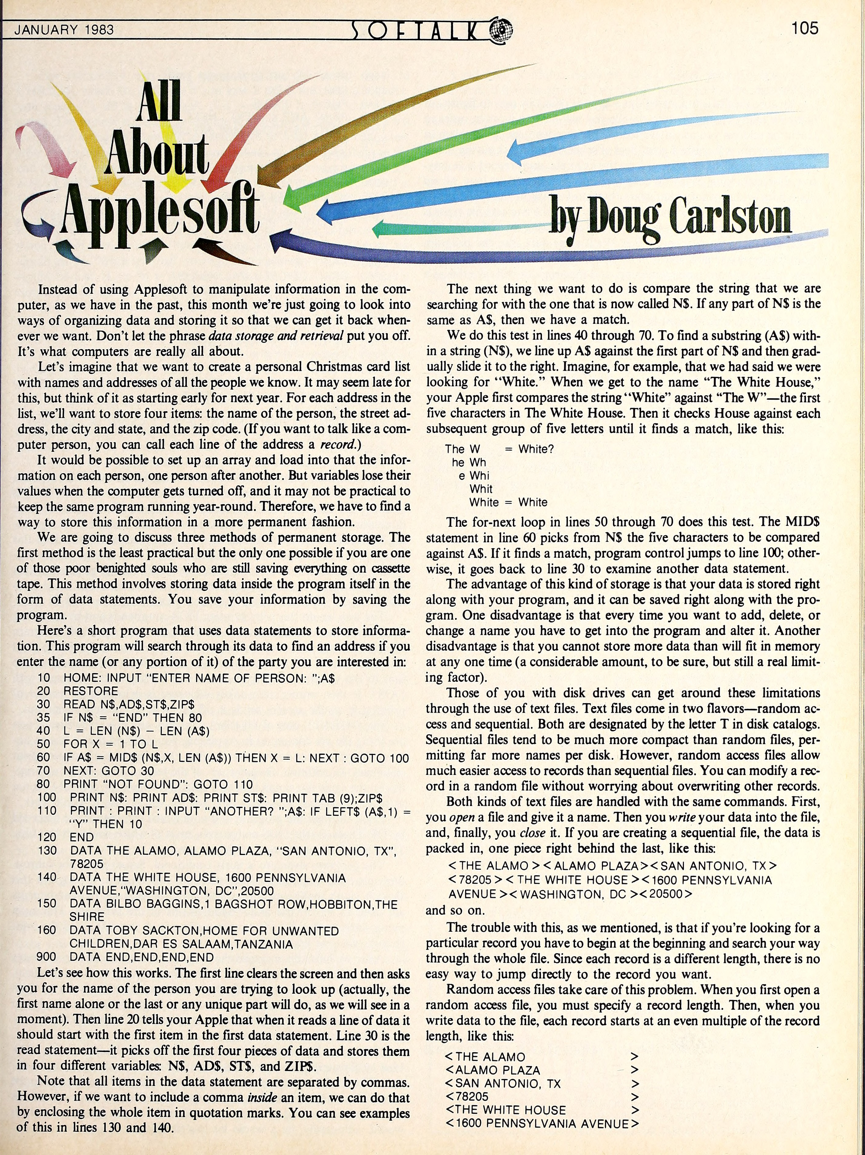 JANUARY 1983
SOFTALK
105
All
About
Applesoft
by Doug Carlston
Instead of using Applesoft to manipulate information in the com-
puter, as we have in the past, this month we're just going to look into
ways of organizing data and storing it so that we can get it back when-
ever we want. Don't let the phrase data storage and retrieval put you off.
It's what computers are really all about.
Let's imagine that we want to create a personal Christmas card list
with names and addresses of all the people we know. It may seem late for
this, but think of it as starting early for next year. For each address in the
list, we'll want to store four items: the name of the person, the street ad-
dress, the city and state, and the zip code. (If you want to talk like a com-
puter person, you can call each line of the address a record.)
It would be possible to set up an array and load into that the infor-
mation on each person, one person after another. But variables lose their
values when the computer gets turned off, and it may not be practical to
keep the same program running year-round. Therefore, we have to find a
way to store this information in a more permanent fashion.
We are going to discuss three methods of permanent storage. The
first method is the least practical but the only one possible if you are one
of those poor benighted souls who are still saving everything on cassette
tape. This method involves storing data inside the program itself in the
form of data statements. You save your information by saving the
program.
Here's a short program that uses data statements to store informa-
tion. This program will search through its data to find an address if you
enter the name (or any portion of it) of the party you are interested in:
10 HOME: INPUT "ENTER NAME OF PERSON: ";A$
20 RESTORE
30 READ N$,AD$,ST$,ZIP$
35 IF N$ = "END" THEN 80
40 L = LEN (N$) − LEN (A$)
50 FOR X = 1 TO L
60 IF A$ = MID$ (N$,X, LEN (A$)) THEN X = L: NEXT : GOTO 100
70 NEXT: GOTO 30
80 PRINT "NOT FOUND": GOTO 110
100 PRINT N$: PRINT AD$: PRINT ST$: PRINT TAB (9);ZIP$
110 PRINT : PRINT : INPUT "ANOTHER? ";A$: IF LEFT$ (A$,1) =
"Y" THEN 10
120 END
130 DATA THE ALAMO, ALAMO PLAZA, "SAN ANTONIO, TX",
78205
140 DATA THE WHITE HOUSE, 1600 PENNSYLVANIA
AVENUE,"WASHINGTON, DC",20500
150 DATA BILBO BAGGINS,1 BAGSHOT ROW,HOBBITON,THE
SHIRE
160 DATA TOBY SACKTON,HOME FOR UNWANTED
CHILDREN,DAR ES SALAAM,TANZANIA
900 DATA END,END,END,END
Let's see how this works. The first line clears the screen and then asks
you for the name of the person you are trying to look up (actually, the
first name alone or the last or any unique part will do, as we will see in a
moment). Then line 20 tells your Apple that when it reads a line of data it
should start with the first item in the first data statement. Line 30 is the
read statement—it picks off the first four pieces of data and stores them
in four different variables: N$, AD$, ST$, and ZIP$.
Note that all items in the data statement are separated by commas.
However, if we want to include a comma inside an item, we can do that
by enclosing the whole item in quotation marks. You can see examples
of this in lines 130 and 140.
The next thing we want to do is compare the string that we are
searching for with the one that is now called N$. If any part of N$ is the
same as A$, then we have a match.
We do this test in lines 40 through 70. To find a substring (A$) with-
in a string (N$), we line up A$ against the first part of N$ and then grad-
ually slide it to the right. Imagine, for example, that we had said we were
looking for "White." When we get to the name "The White House,"
your Apple first compares the string "White" against "The W"—the first
five characters in The White House. Then it checks House against each
subsequent group of five letters until it finds a match, like this:
The W = White?
he Wh
e Whi
Whit
White = White
The for-next loop in lines 50 through 70 does this test. The MID$
statement in line 60 picks from N$ the five characters to be compared
against A$. If it finds a match, program control jumps to line 100; other-
wise, it goes back to line 30 to examine another data statement.
The advantage of this kind of storage is that your data is stored right
along with your program, and it can be saved right along with the pro-
gram. One disadvantage is that every time you want to add, delete, or
change a name you have to get into the program and alter it. Another
disadvantage is that you cannot store more data than will fit in memory
at any one time (a considerable amount, to be sure, but still a real limit-
ing factor).
Those of you with disk drives can get around these limitations
through the use of text files. Text files come in two flavors—random ac-
cess and sequential. Both are designated by the letter T in disk catalogs.
Sequential files tend to be much more compact than random files, per-
mitting far more names per disk. However, random access files allow
much easier access to records than sequential files. You can modify a rec-
ord in a random file without worrying about overwriting other records.
Both kinds of text files are handled with the same commands. First,
you open a file and give it a name. Then you write your data into the file,
and, finally, you close it. If you are creating a sequential file, the data is
packed in, one piece right behind the last, like this:
<THE ALAMO><ALAMO PLAZA><SAN ANTONIO, TX>
<78205><THE WHITE HOUSE><1600 PENNSYLVANIA
AVENUE><WASHINGTON, DC><20500>
and so on.
The trouble with this, as we mentioned, is that if you're looking for a
particular record you have to begin at the beginning and search your way
through the whole file. Since each record is a different length, there is no
easy way to jump directly to the record you want.
Random access files take care of this problem. When you first open a
random access file, you must specify a record length. Then, when you
write data to the file, each record starts at an even multiple of the record
length, like this:
<THE ALAMO >
<ALAMO PLAZA >
<SAN ANTONIO, TX >
<78205 >
<THE WHITE HOUSE >
<1600 PENNSYLVANIA AVENUE>